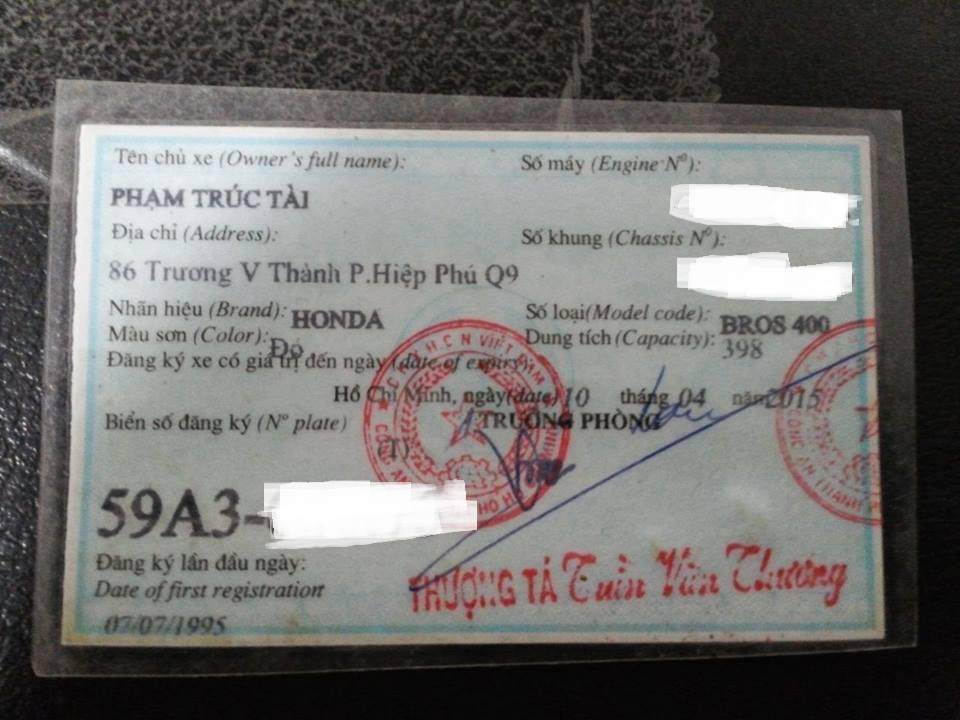 Tên chủ xe (Owner's full name):
PHẠM TRÚC TÀI
Địa chỉ (Address):
86 Trương V Thành P.Hiệp Phú Q9
Số máy (Engine Nº):
Số khung (Chassis Nº):
Nhãn hiệu (Brand): HONDA
Số loại(Model code): BROS 400
Màu sơn (Color): Đỏ
Dung tích (Capacity): 398
Đăng ký xe có giá trị đến ngày (date of expiry):
Hồ Chí Minh, ngày(date) 10 tháng 04 năm 2015
Biển số đăng ký (Nº plate)
TRƯỞNG PHÒNG
(T)
59A3-
Đăng ký lần đầu ngày:
Date of first registration
07/07/1995
THƯỢNG TÁ Trần Văn Thương